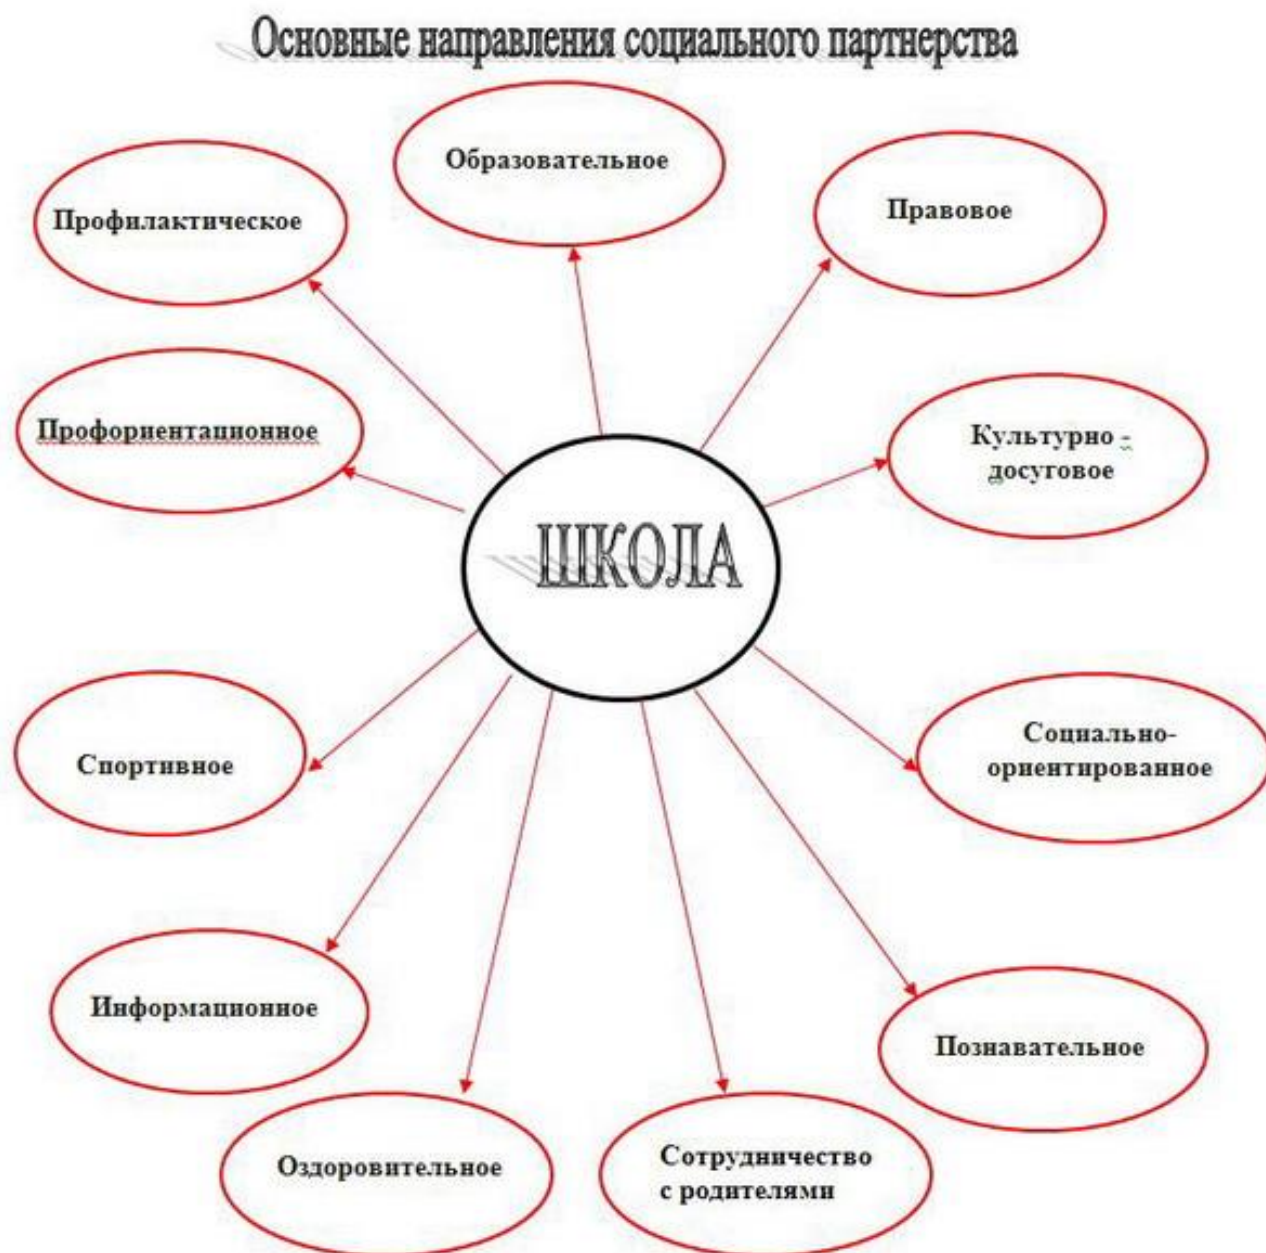 Основные направления социального партнерства
Образовательное
Профилактическое
Правовое
Профориентационное
Культурно -
досуговое
ШКОЛА
Спортивное
Социально-
ориентированное
Информационное
Познавательное
Оздоровительное
Сотрудничество
с родителями